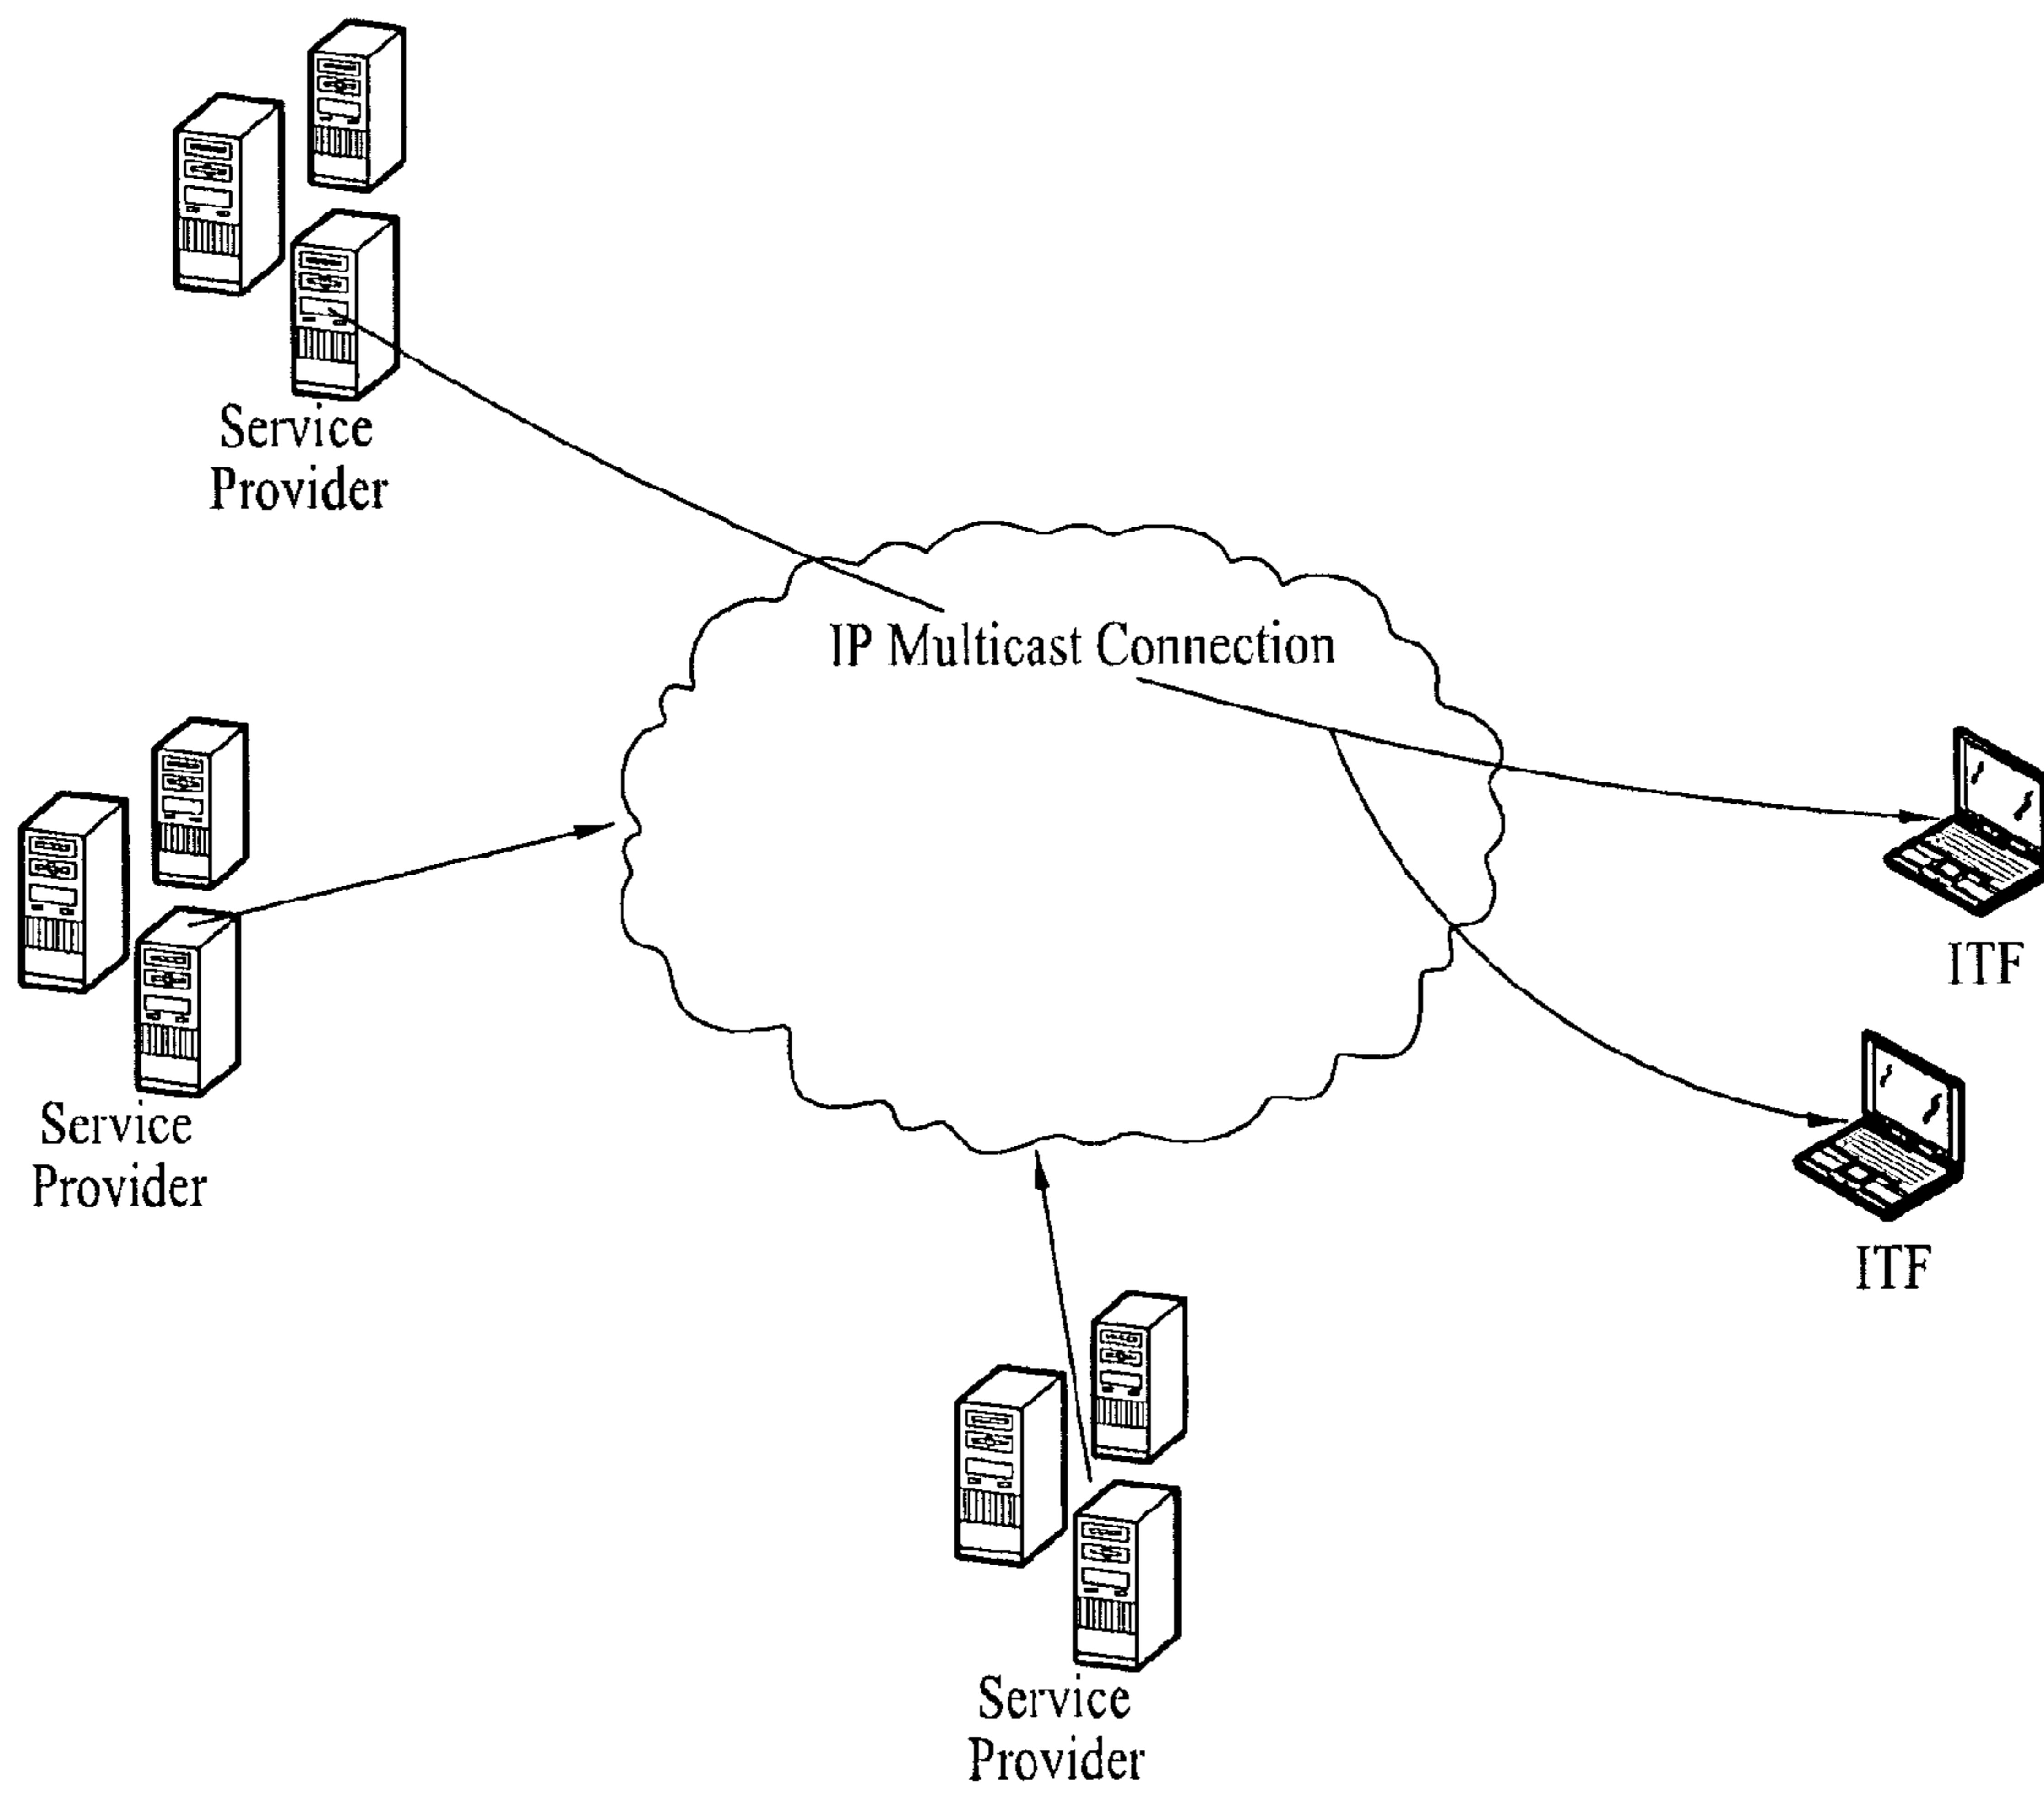 Service
Provider
IP Multicast Connection
Service
Provider
ITF
ITF
Service
Provider